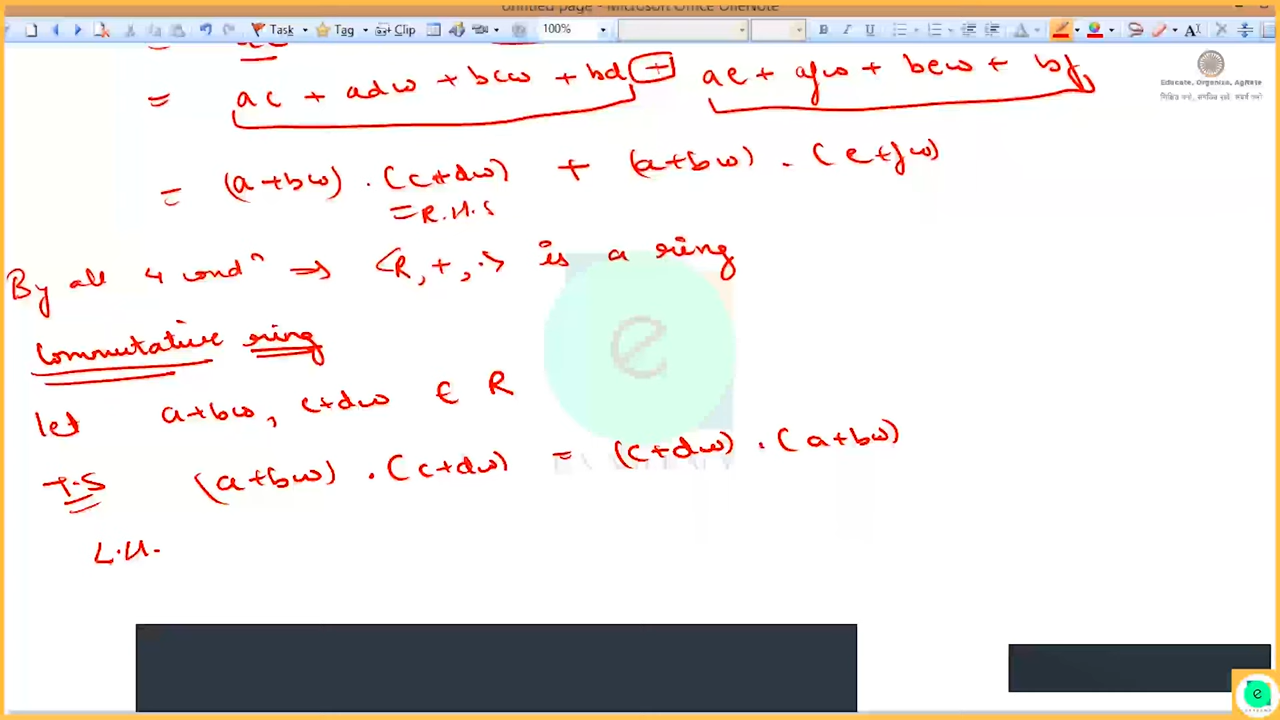 Untitled page - Microsoft Office OneNote
100% Task Tag Clip B I U A
= ac + adω + bcω + bd + ae + afω + beω + bf
= (a+bω) . (c+dω) + (a+bω) . (e+fω)
= R.H.S
By all 4 condⁿ ⇒ <R, +, .> is a ring
Commutative ring
let a+bω, c+dω ∈ R
T.S (a+bω) . (c+dω) = (c+dω) . (a+bω)
L.H.
Educate, Organize, Agitate
e
e